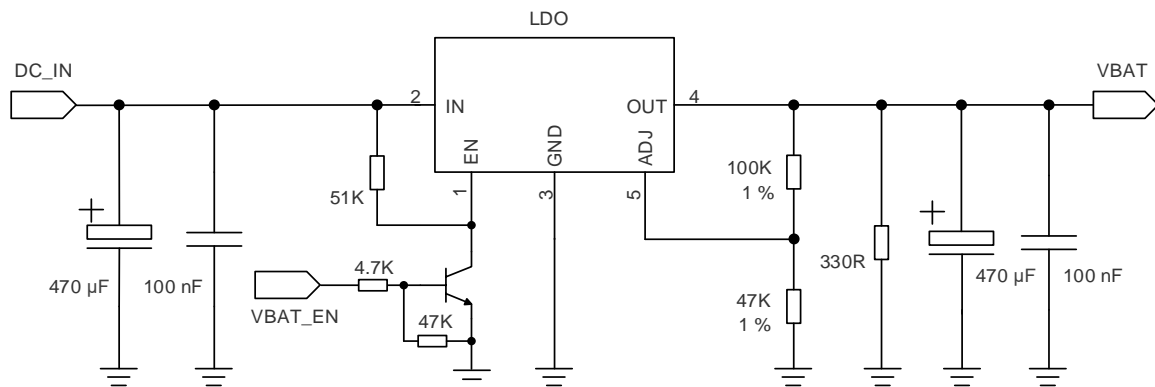 LDO
DC_IN
VBAT
2
IN
OUT
4
EN
GND
ADJ
1
3
5
51K
100K
1 %
470 µF
100 nF
4.7K
VBAT_EN
47K
47K
1 %
330R
470 µF
100 nF